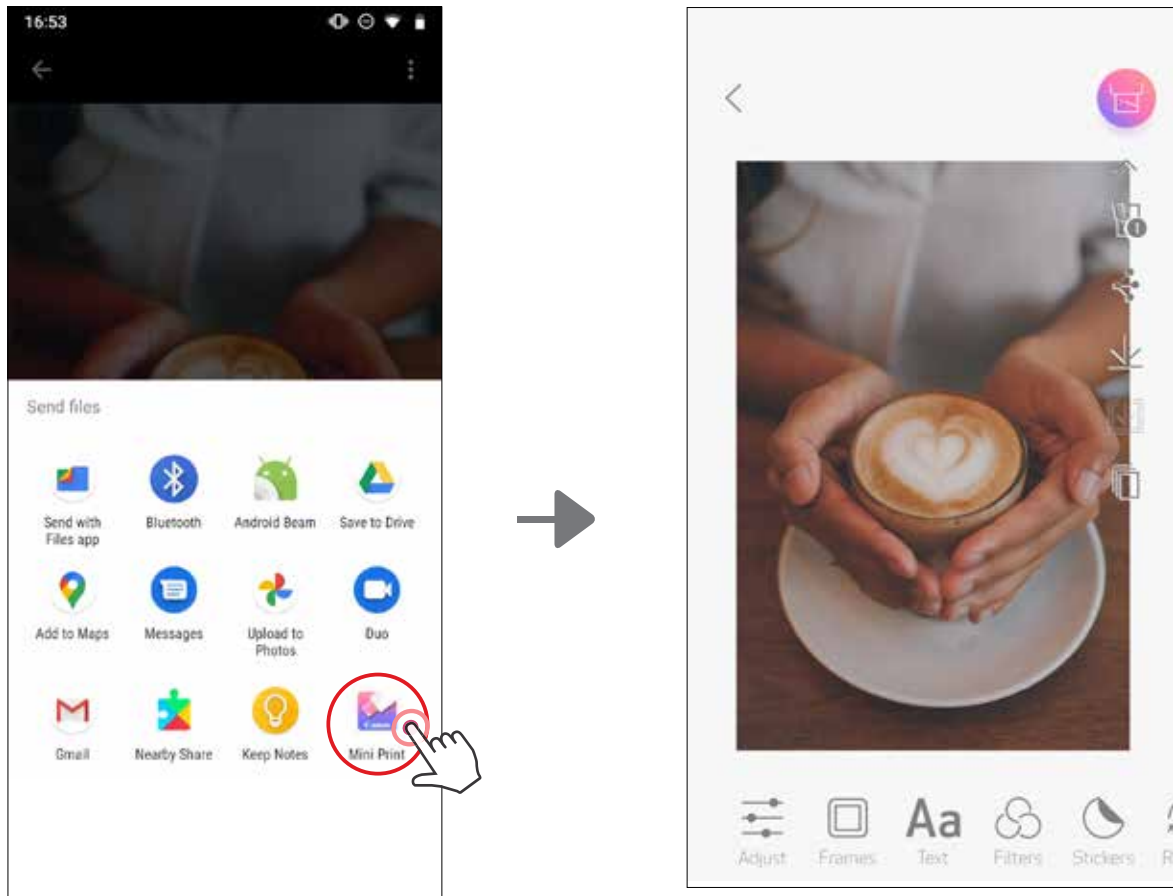 16:53
Send files
Send with
Files app
Bluetooth
Android Beam
Save to Drive
Add to Maps
Messages
Upload to
Photos
Duo
Gmail
Nearby Share
Keep Notes
Mini Print
Aa
Adjust
Frames
Text
Filters
Stickers